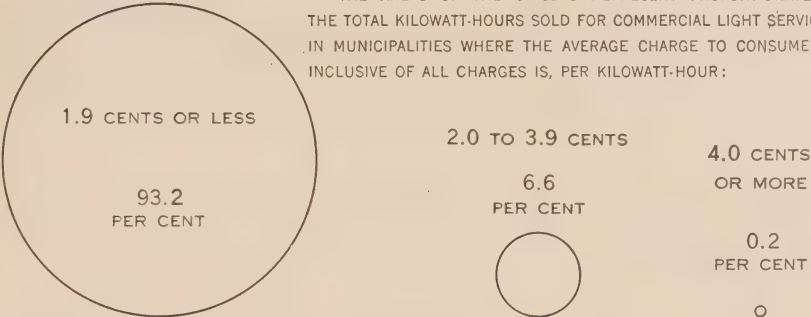 THE TOTAL KILOWATT-HOURS SOLD FOR COMMERCIAL LIGHT
IN MUNICIPALITIES WHERE THE AVERAGE CHARGE TO
INCLUSIVE OF ALL CHARGES IS, PER KILOWATT-HOUR:
1.9 CENTS OR LESS
93.2
PER CENT
2.0 TO 3.9 CENTS
6.6
PER CENT
4.0 CENTS
OR MORE
0.2
PER CENT